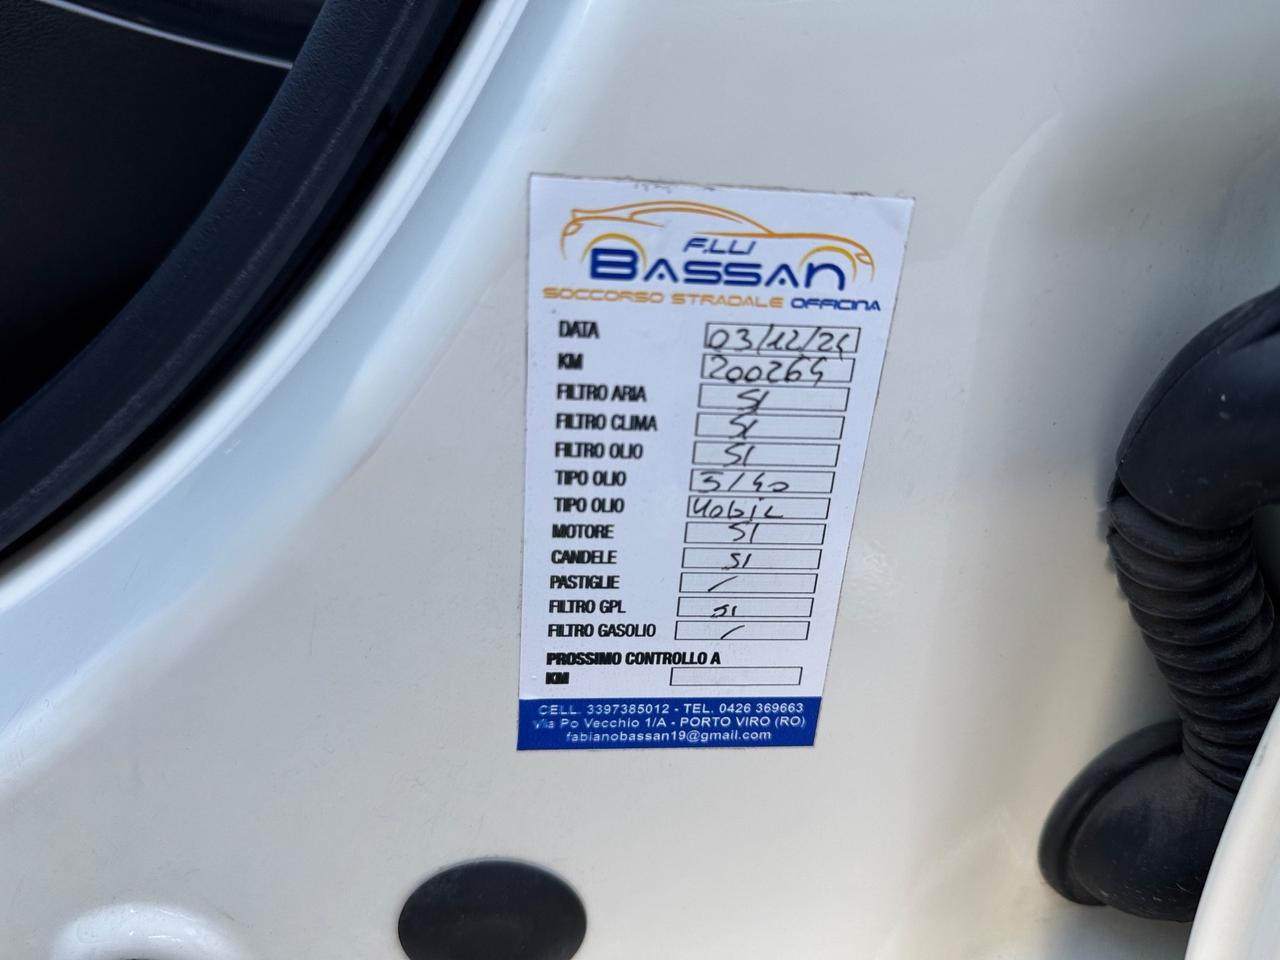 F.LLI
BASSAN
SOCCORSO STRADALE OFFICINA
DATA 03/12/24
KM 200264
FILTRO ARIA SI
FILTRO CLIMA SI
FILTRO OLIO SI
TIPO OLIO 5/40
TIPO OLIO Mobil
MOTORE SI
CANDELE SI
PASTIGLIE /
FILTRO GPL SI
FILTRO GASOLIO /
PROSSIMO CONTROLLO A
KM
CELL. 3397385012 - TEL. 0426 369663
Via Po Vecchio 1/A - PORTO VIRO (RO)
fabianobassan19@gmail.com